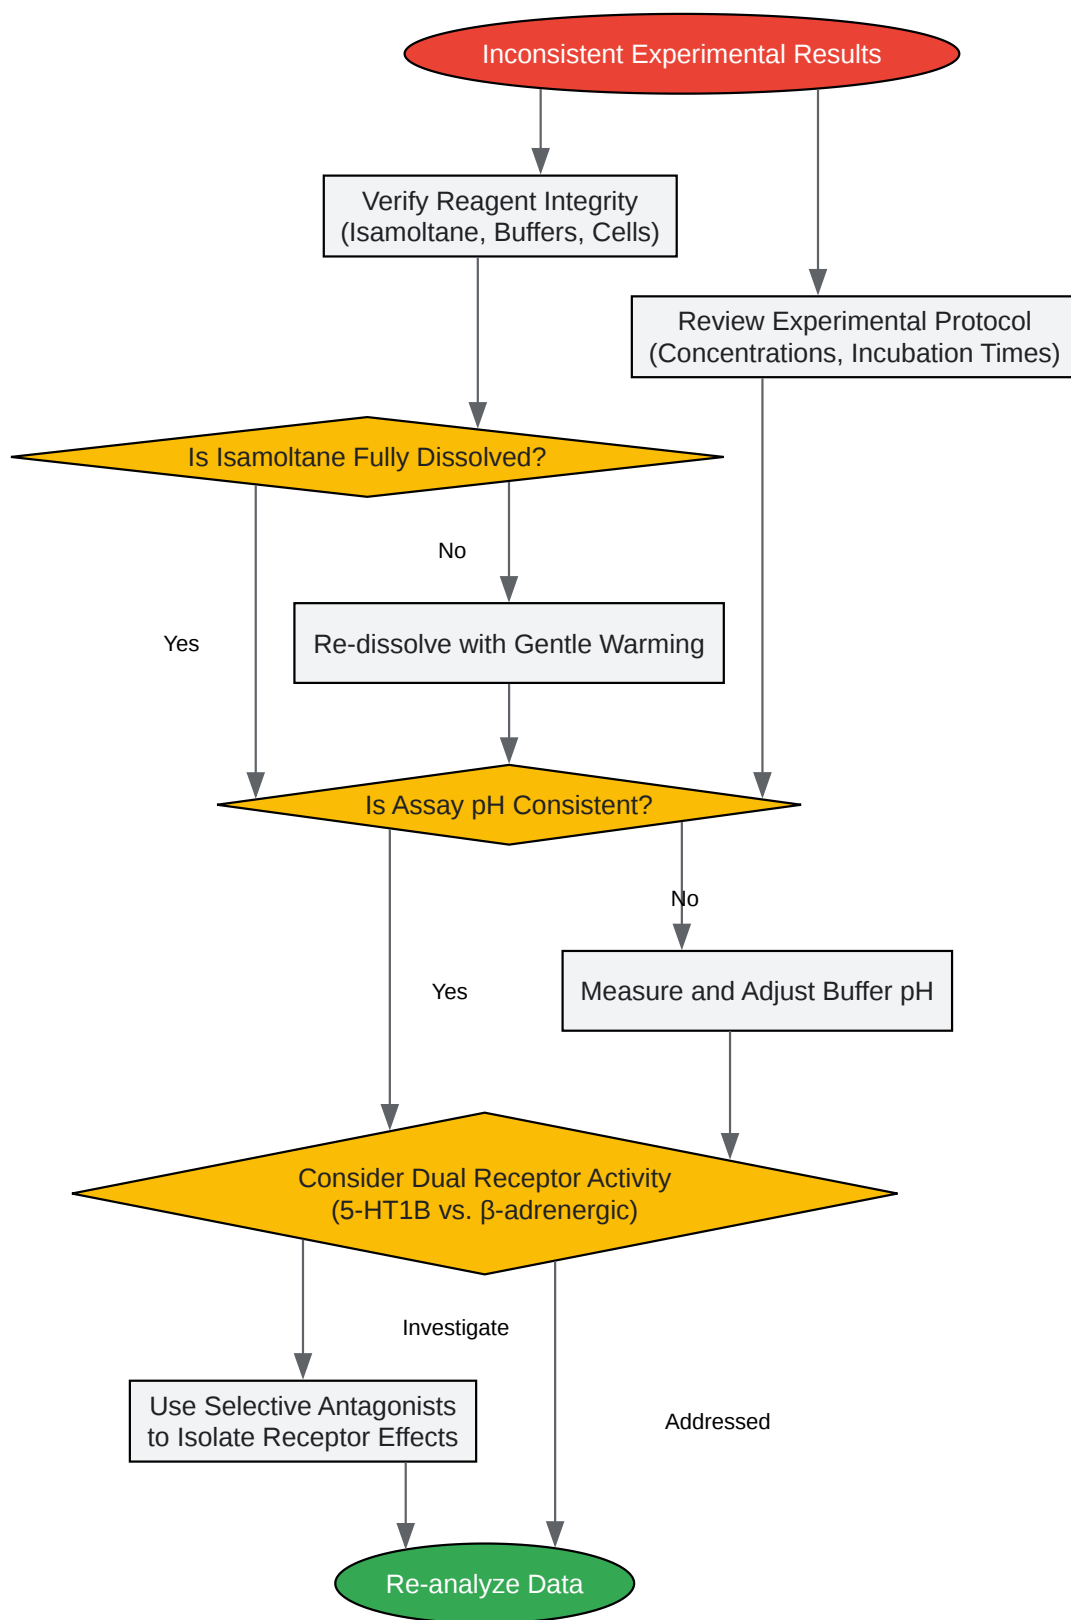 Inconsistent Experimental Results
Verify Reagent Integrity
(Isamoltane, Buffers, Cells)
Review Experimental Protocol
(Concentrations, Incubation Times)
Is Isamoltane Fully Dissolved?
No
Yes
Re-dissolve with Gentle Warming
Is Assay pH Consistent?
No
Yes
Measure and Adjust Buffer pH
Consider Dual Receptor Activity
(5-HT1B vs. β-adrenergic)
Investigate
Use Selective Antagonists
to Isolate Receptor Effects
Addressed
Re-analyze Data